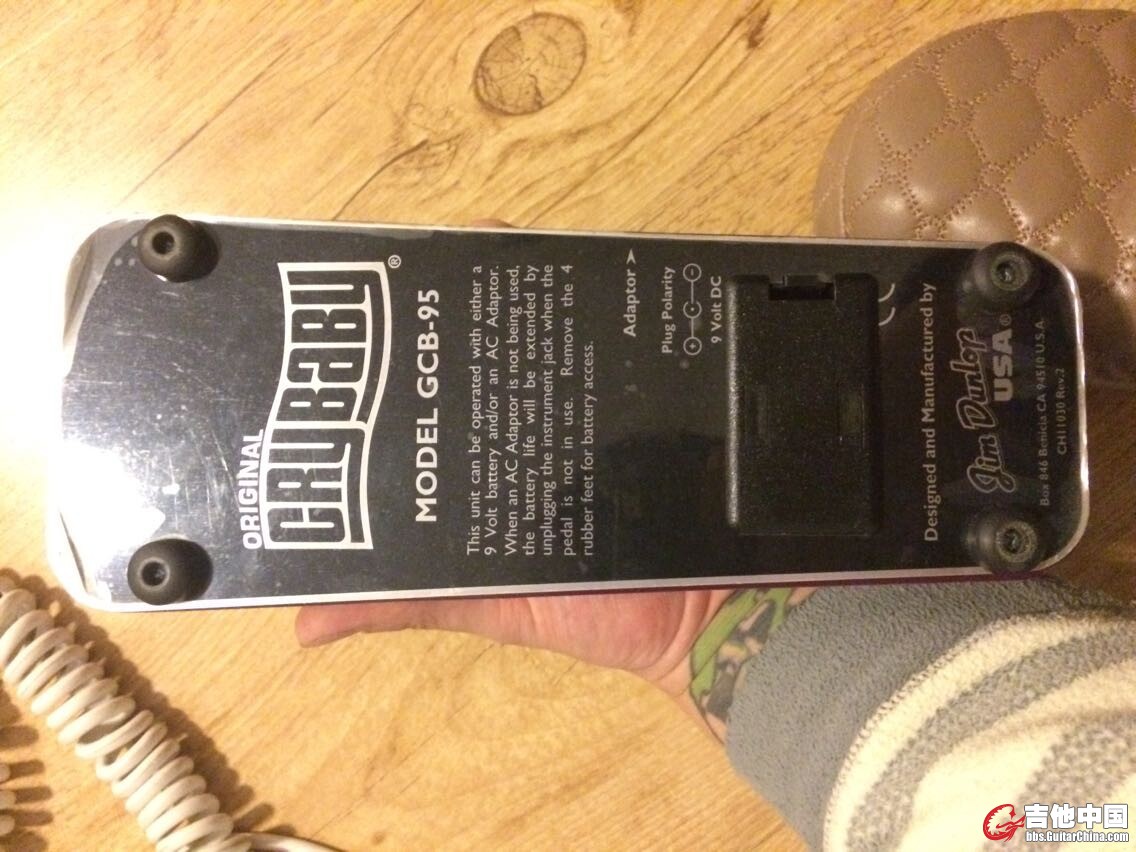 ORIGINAL
CRY BABY®
MODEL GCB-95
This unit can be operated with either a
9 Volt battery and/or an AC Adaptor.
When an AC Adaptor is not being used,
the battery life will be extended by
unplugging the instrument jack when the
pedal is not in use. Remove the 4
rubber feet for battery access.
Adaptor >
Plug Polarity
9 Volt DC
CE
Designed and Manufactured by
Jim Dunlop
USA®
Box 846 Benicia CA 94510 U.S.A.
CH11030 Rev.2
吉他中国
bbs.GuitarChina.com